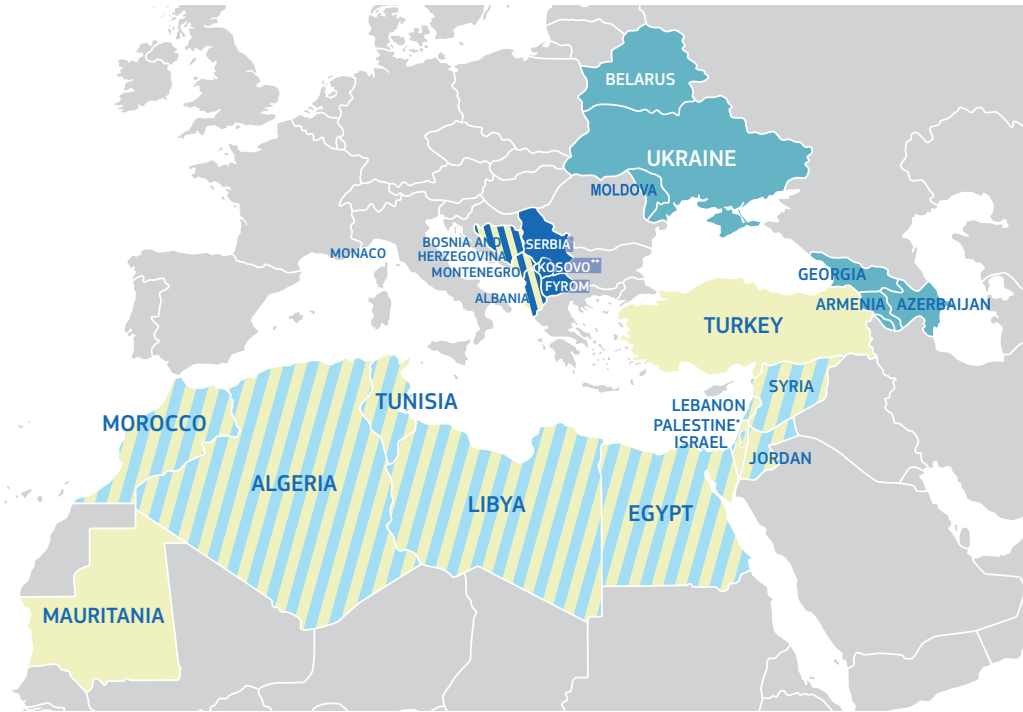 BELARUS
UKRAINE
MOLDOVA
MONACO
BOSNIA AND
HERZEGOVINA
SERBIA
KOSOVO**
MONTENEGRO
FYROM
ALBANIA
GEORGIA
ARMENIA
AZERBAIJAN
TURKEY
SYRIA
LEBANON
PALESTINE*
ISRAEL
JORDAN
TUNISIA
MOROCCO
ALGERIA
LIBYA
EGYPT
MAURITANIA